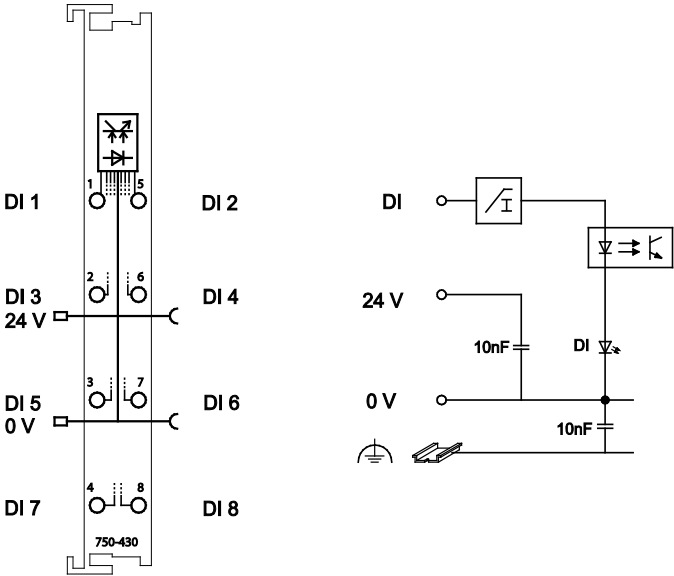 1 5
DI 1 DI 2
2 6
DI 3 DI 4
24 V
3 7
DI 5 DI 6
0 V
4 8
DI 7 DI 8
750-430
DI
I
24 V
10nF
DI
0 V
10nF